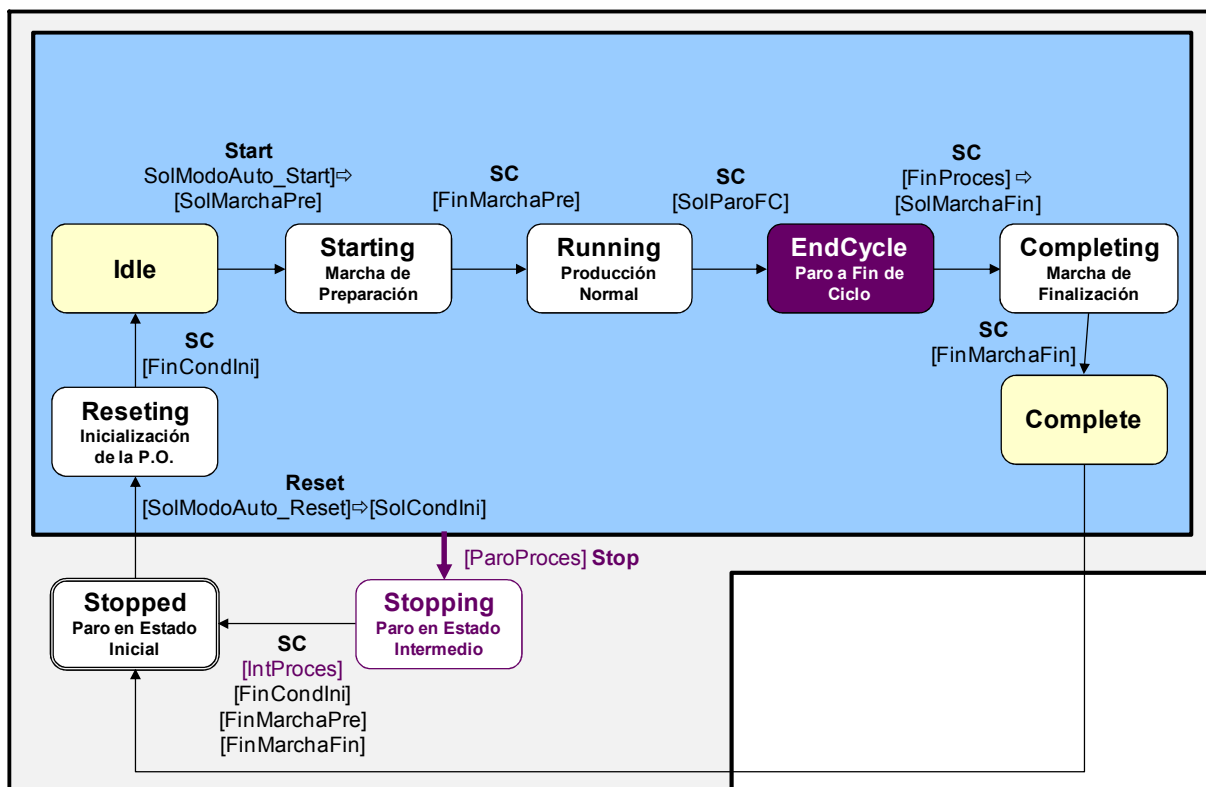 Start
SolModoAuto_Start]⇨
[SolMarchaPre]
SC
[FinMarchaPre]
SC
[SolParoFC]
SC
[FinProces] ⇨
[SolMarchaFin]
Idle
Starting
Marcha de
Preparación
Running
Producción
Normal
EndCycle
Paro a Fin de
Ciclo
Completing
Marcha de
Finalización
SC
[FinCondIni]
SC
[FinMarchaFin]
Reseting
Inicialización
de la P.O.
Complete
Reset
[SolModoAuto_Reset]⇨[SolCondIni]
[ParoProces] Stop
Stopped
Paro en Estado
Inicial
Stopping
Paro en Estado
Intermedio
SC
[IntProces]
[FinCondIni]
[FinMarchaPre]
[FinMarchaFin]